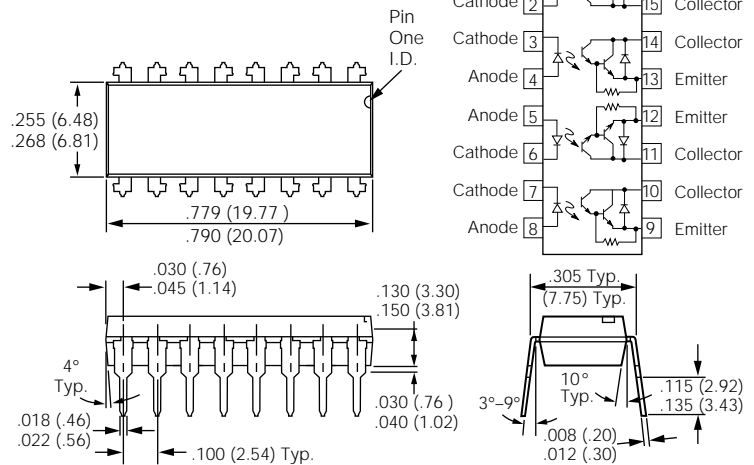 Pin
One
I.D.
Cathode 2 15 Collector
Cathode 3 14 Collector
Anode 4 13 Emitter
Anode 5 12 Emitter
Cathode 6 11 Collector
Cathode 7 10 Collector
Anode 8 9 Emitter
.255 (6.48)
.268 (6.81)
.779 (19.77 )
.790 (20.07)
.030 (.76)
.045 (1.14)
.130 (3.30)
.150 (3.81)
4°
Typ.
.018 (.46)
.022 (.56)
.100 (2.54) Typ.
.030 (.76 )
.040 (1.02)
.305 Typ.
(7.75) Typ.
10°
Typ.
3°–9°
.115 (2.92)
.135 (3.43)
.008 (.20)
.012 (.30)